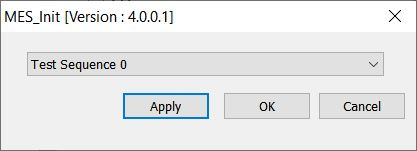 MES_Init [Version : 4.0.0.1]
Test Sequence 0
Apply OK Cancel